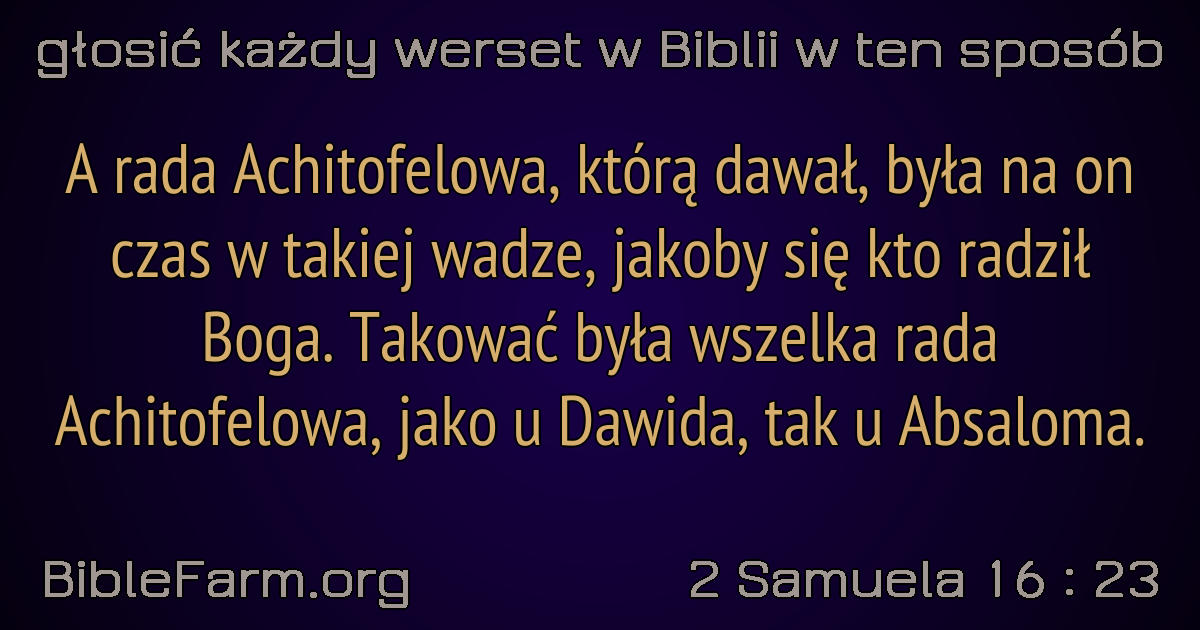 głosić każdy werset w Biblii w ten sposób
A rada Achitofelowa, którą dawał, była na on
czas w takiej wadze, jakoby się kto radził
Boga. Takować była wszelka rada
Achitofelowa, jako u Dawida, tak u Absaloma.
BibleFarm.org
2 Samuela 16 : 23